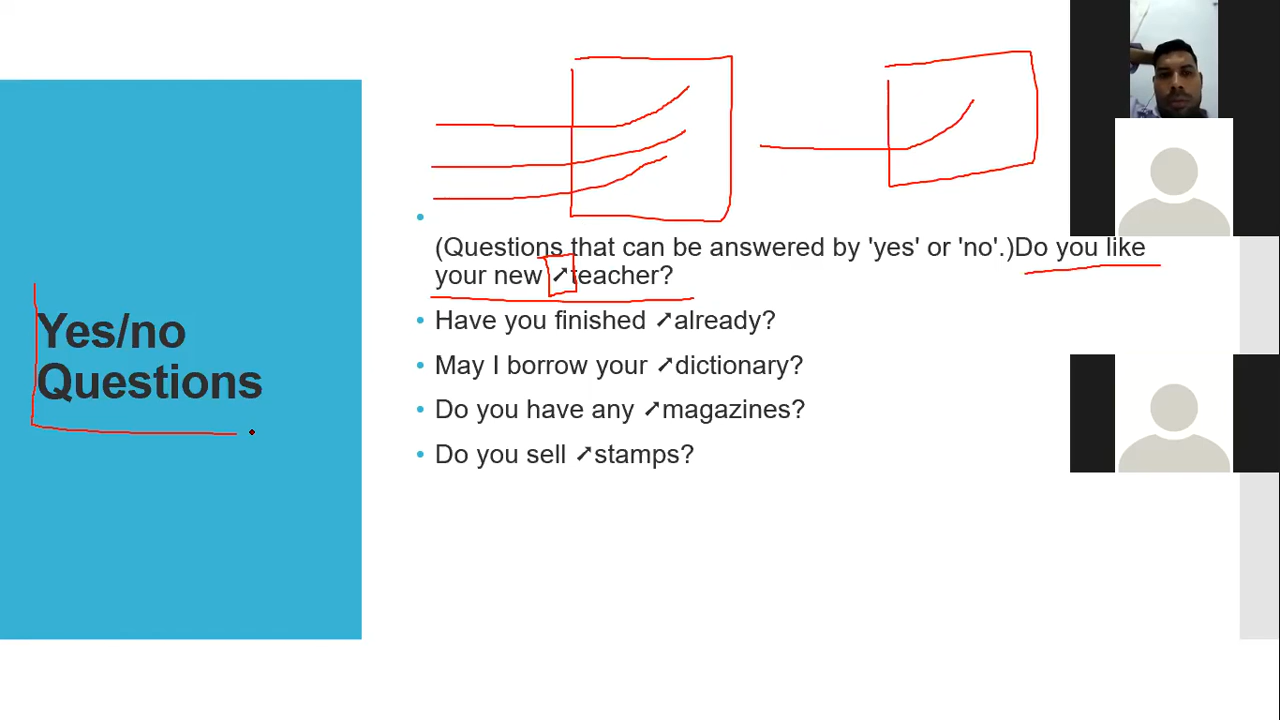 Yes/no
Questions
(Questions that can be answered by 'yes' or 'no'.)Do you like
your new ➚teacher?
• Have you finished ➚already?
• May I borrow your ➚dictionary?
• Do you have any ➚magazines?
• Do you sell ➚stamps?